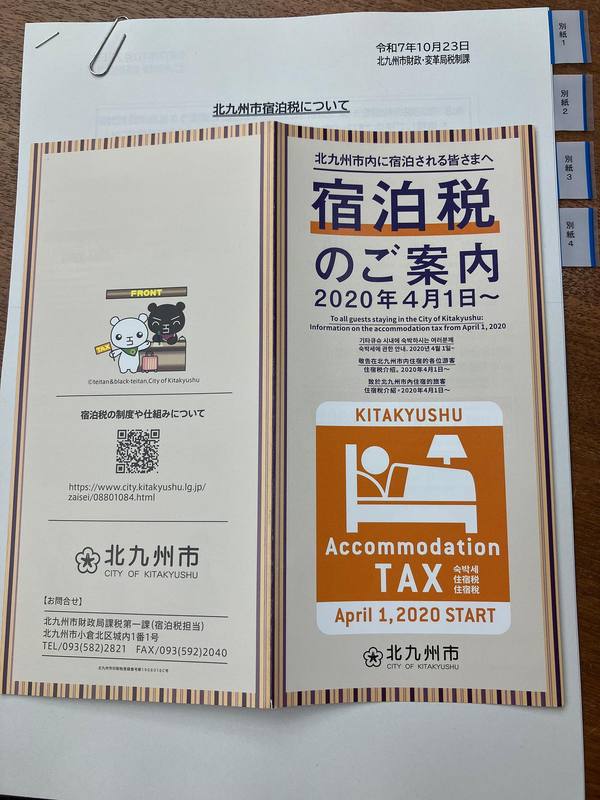 令和7年10月23日
北九州市財政・変革局税制課
別紙1
別紙2
別紙3
別紙4
北九州市宿泊税について
FRONT
TAX
©teitan&black-teitan,City of Kitakyushu
宿泊税の制度や仕組みについて
https://www.city.kitakyushu.lg.jp/
zaisei/08801084.html
北九州市
CITY OF KITAKYUSHU
【お問合せ】
北九州市財政局課税第一課(宿泊税担当)
北九州市小倉北区城内1番1号
TEL/093(582)2821 FAX/093(592)2040
北九州市内に宿泊される皆さまへ
宿泊税
のご案内
2020年4月1日～
To all guests staying in the City of Kitakyushu:
Information on the accommodation tax from April 1, 2020
기타큐슈 시내에 숙박하시는 여러분께
숙박세에 관한 안내. 2020년 4월 1일~
敬告在北九州市内住宿的各位游客
住宿税介绍。2020年4月1日～
致於北九州市內住宿的旅客
住宿稅介紹。2020年4月1日～
KITAKYUSHU
Accommodation
TAX
숙박세
住宿税
住宿稅
April 1, 2020 START
北九州市
CITY OF KITAKYUSHU